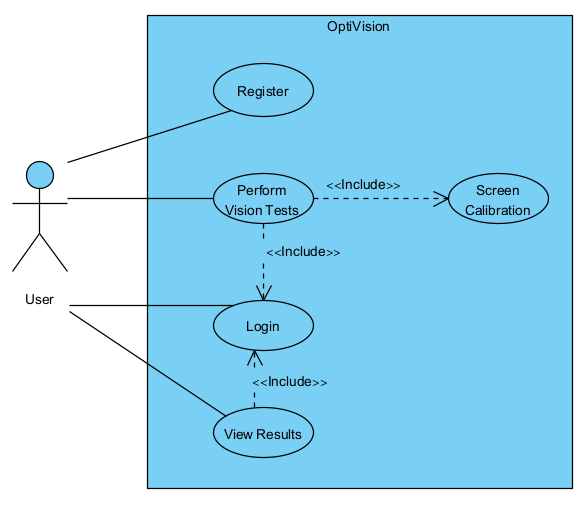 OptiVision
Register
Perform
Vision Tests
<<Include>>
Screen
Calibration
<<Include>>
User
Login
<<Include>>
View Results